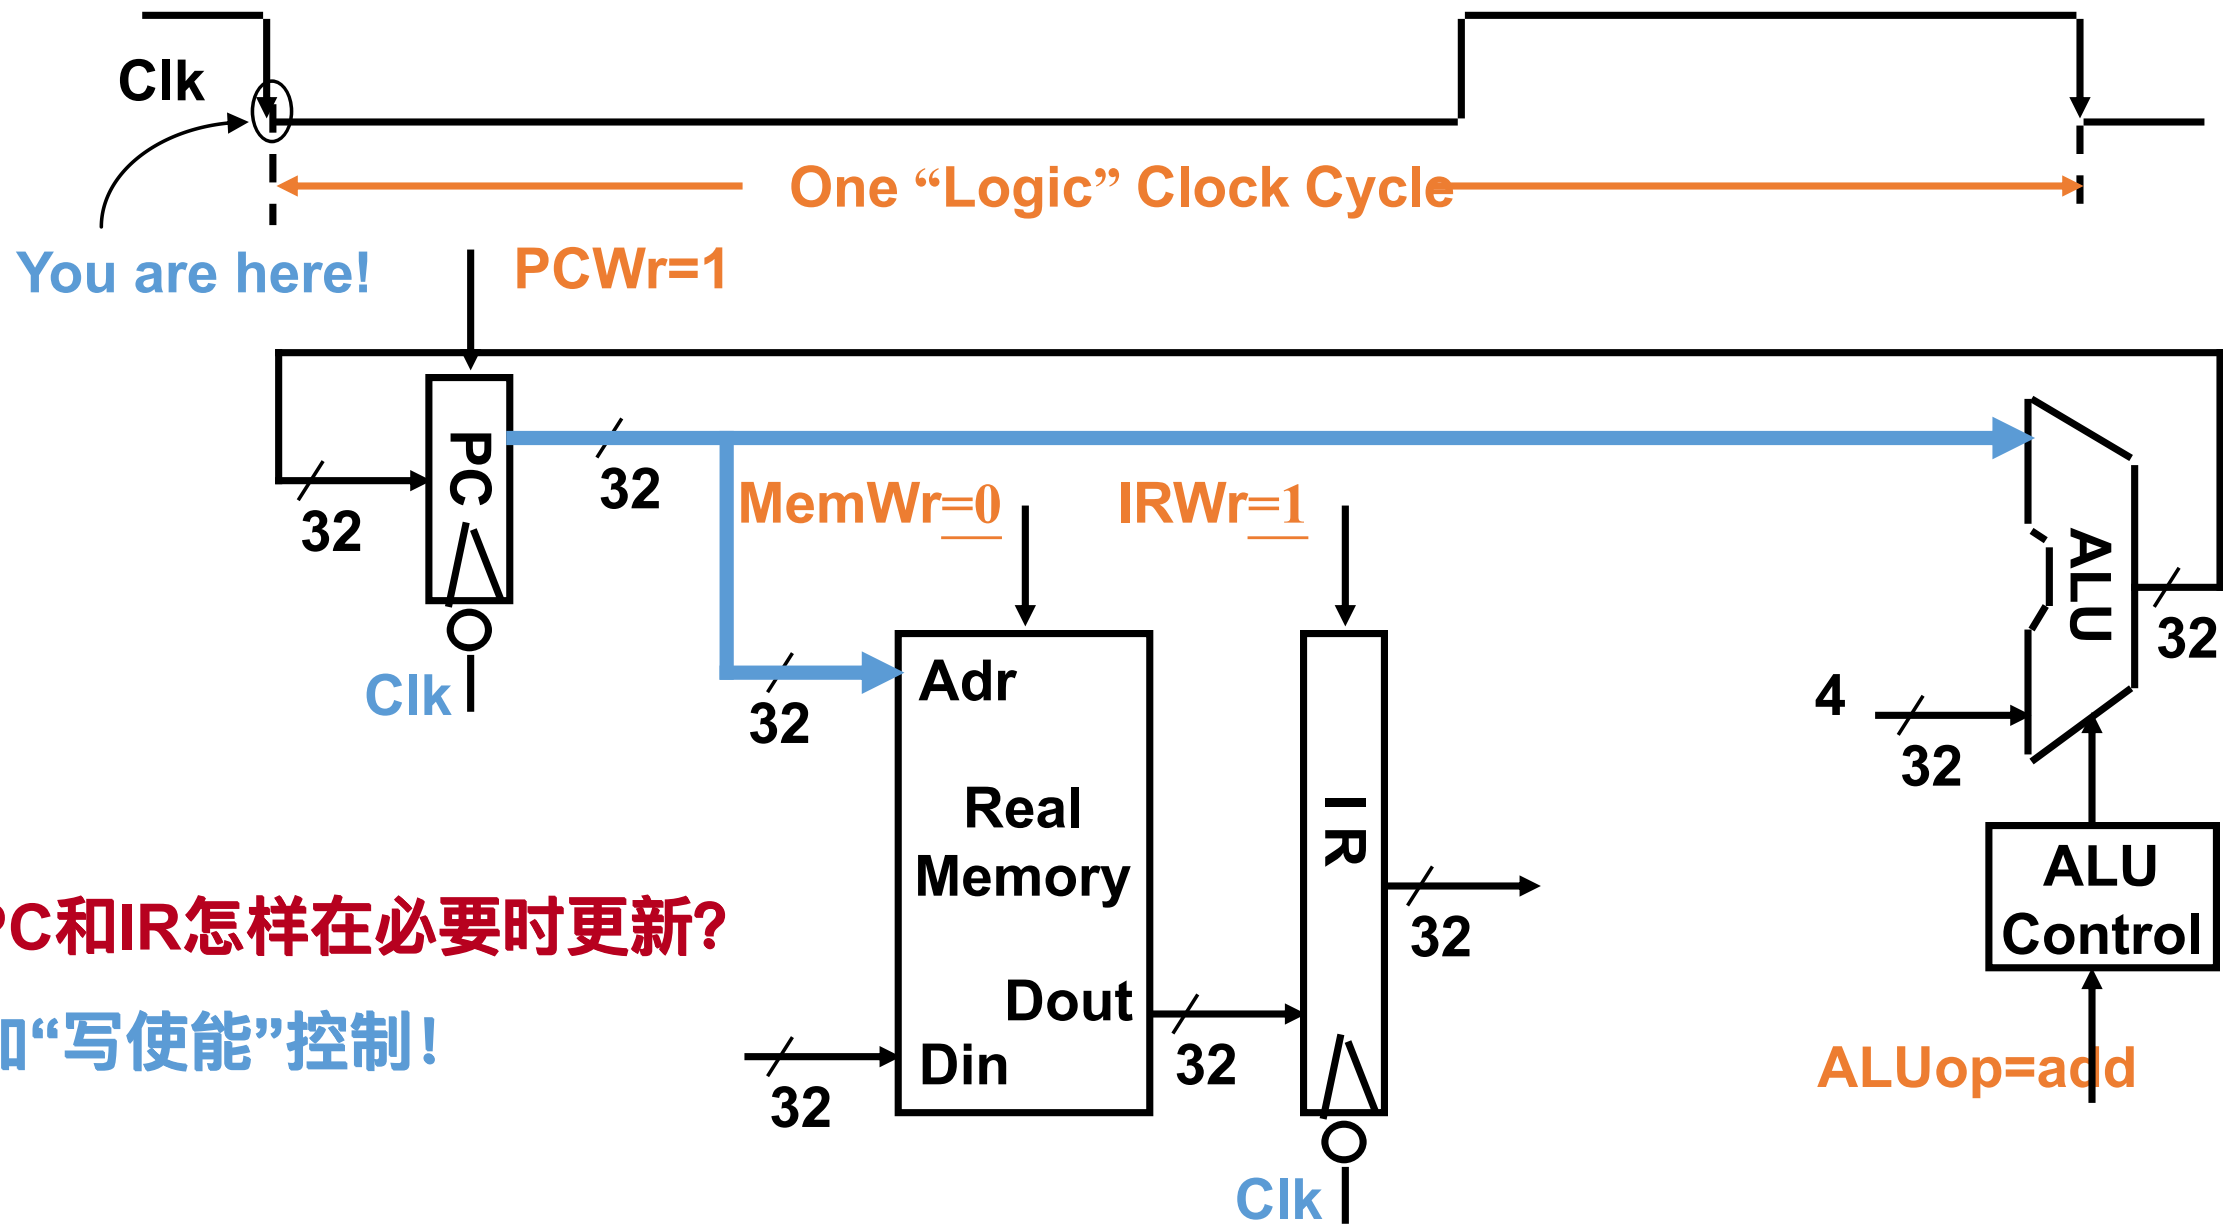 Clk
One “Logic” Clock Cycle
You are here!
PCWr=1
PC
32
32
MemWr=0
IRWr=1
ALU
32
Clk
Adr
32
4
32
Real
Memory
I R
ALU
Control
PC和IR怎样在必要时更新?
32
Dout
加“写使能”控制!
Din
32
32
ALUop=add
Clk